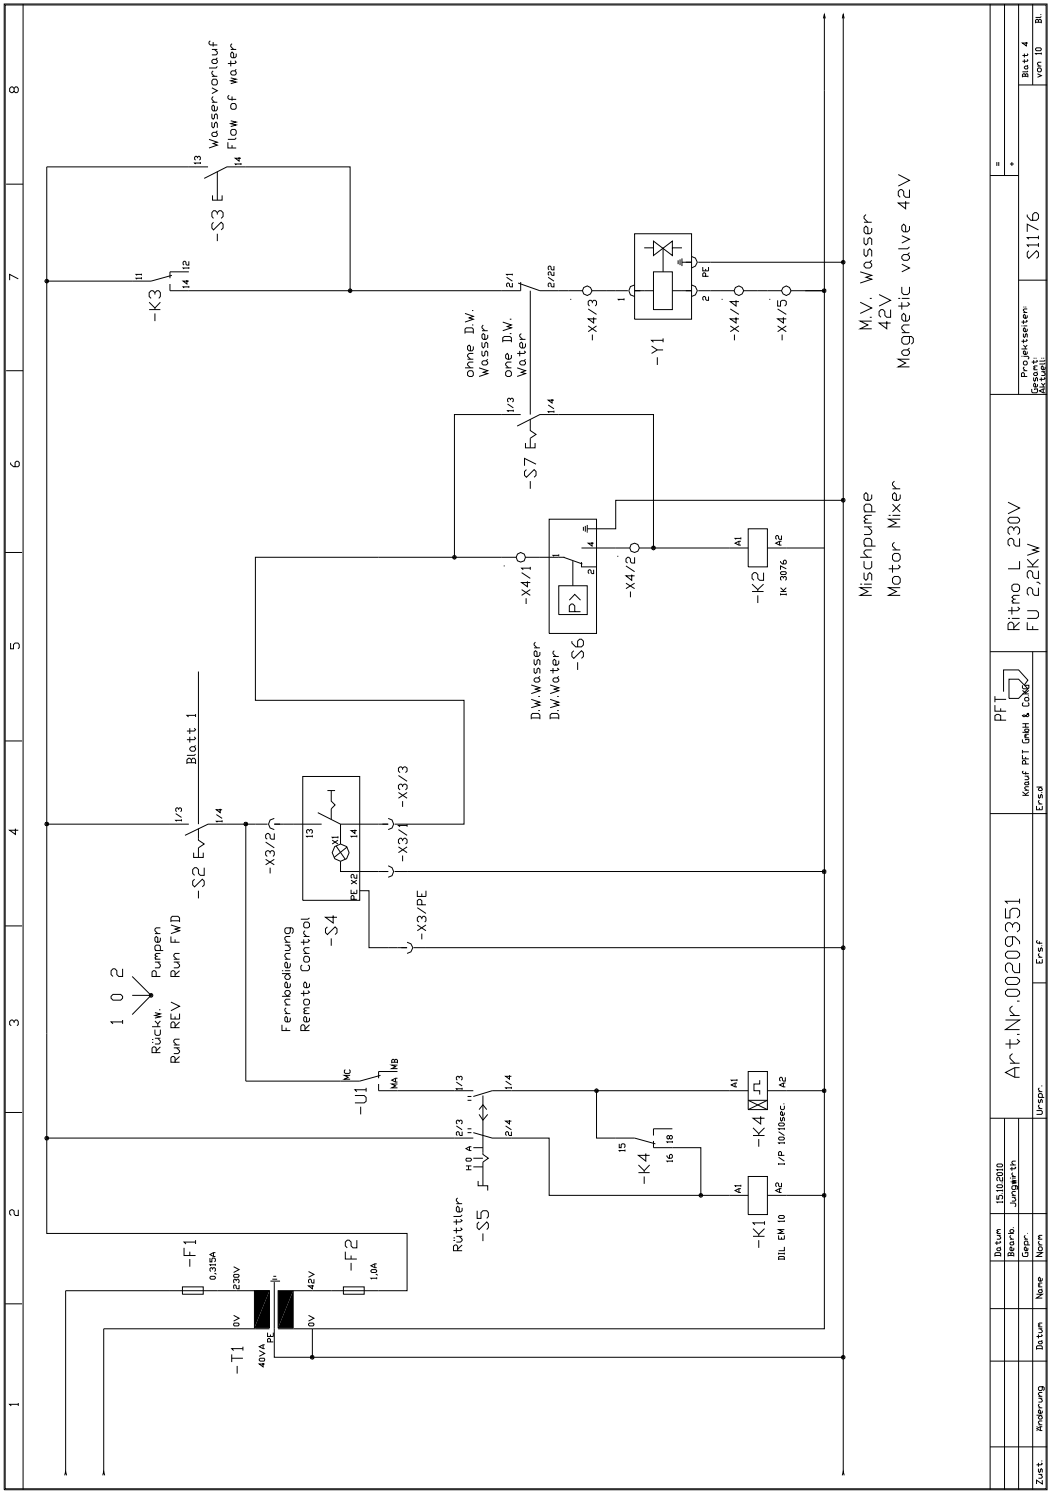 1
2
3
4
5
6
7
8
-T1
40VA
PE
0V
230V
0V
42V
-F1
0,315A
-F2
1,0A
Rüttler
-S5
H 0 A
2/3
2/4
1/3
1/4
-U1
MC
MA
MB
-K4
15
16
18
-K1
A1
A2
DIL EM 10
-K4
A1
A2
I/P 10/10sec.
1 0 2
Rückw. Pumpen
Run REV Run FWD
-S2
1/3
1/4
Blatt 1
Fernbedienung
Remote Control
-S4
-X3/2
13
14
X1
PE X2
-X3/1
-X3/3
-X3/PE
D.W.Wasser
D.W.Water
-S6
P>
1
2
4
-X4/1
-X4/2
-K2
A1
A2
IK 3076
Mischpumpe
Motor Mixer
-S7
1/3
1/4
ohne D.W.
Wasser
one D.W.
Water
2/1
2/22
-K3
11
12
14
-S3
13
14
Wasservorlauf
Flow of water
-X4/3
-Y1
1
2
PE
-X4/4
-X4/5
M.V. Wasser
42V
Magnetic valve 42V
Zust.
Änderung
Datum
Name
Norm
Datum
15.10.2010
Bearb.
Jungwirth
Gepr.
Urspr.
Ers.f
Ers.d
Art.Nr.00209351
PFT
Knauf PFT GmbH & Co.KG
Ritmo L 230V
FU 2,2KW
Projektseiten:
Gesamt:
Aktuell:
S1176
=
+
Blatt 4
von 10 Bl.